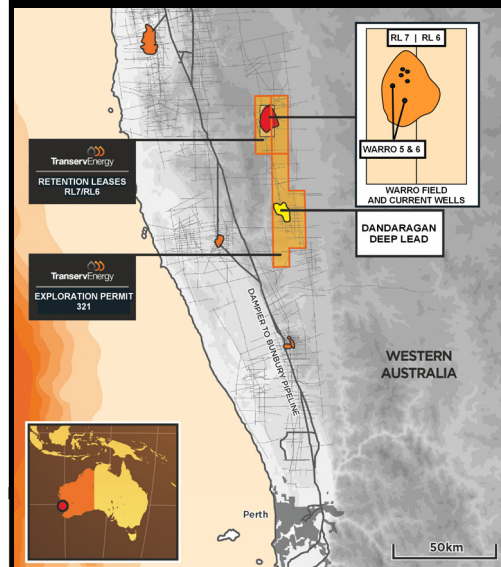 RL 7 | RL 6
WARRO 5 & 6
WARRO FIELD
AND CURRENT WELLS
TranservEnergy
RETENTION LEASES
RL7/RL6
DANDARAGAN
DEEP LEAD
TranservEnergy
EXPLORATION PERMIT
321
DAMPIER TO BUNBURY PIPELINE
WESTERN
AUSTRALIA
Perth
50km